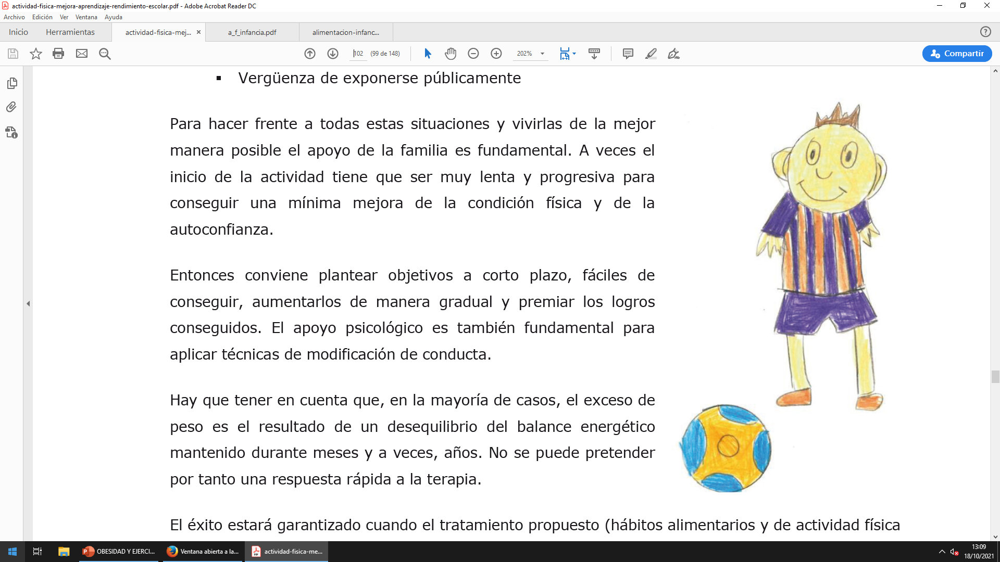 actividad-fisica-mejora-aprendizaje-rendimiento-escolar.pdf - Adobe Acrobat Reader DC
Archivo Edición Ver Ventana Ayuda
Inicio Herramientas actividad-fisica-mej... × a_f_infancia.pdf alimentacion-infanc... ?
102 (99 de 148) 202% Compartir
▪ Vergüenza de exponerse públicamente
Para hacer frente a todas estas situaciones y vivirlas de la mejor
manera posible el apoyo de la familia es fundamental. A veces el
inicio de la actividad tiene que ser muy lenta y progresiva para
conseguir una mínima mejora de la condición física y de la
autoconfianza.
Entonces conviene plantear objetivos a corto plazo, fáciles de
conseguir, aumentarlos de manera gradual y premiar los logros
conseguidos. El apoyo psicológico es también fundamental para
aplicar técnicas de modificación de conducta.
Hay que tener en cuenta que, en la mayoría de casos, el exceso de
peso es el resultado de un desequilibrio del balance energético
mantenido durante meses y a veces, años. No se puede pretender
por tanto una respuesta rápida a la terapia.
El éxito estará garantizado cuando el tratamiento propuesto (hábitos alimentarios y de actividad física
OBESIDAD Y EJERCI... Ventana abierta a la... actividad-fisica-me... 13:09
18/10/2021